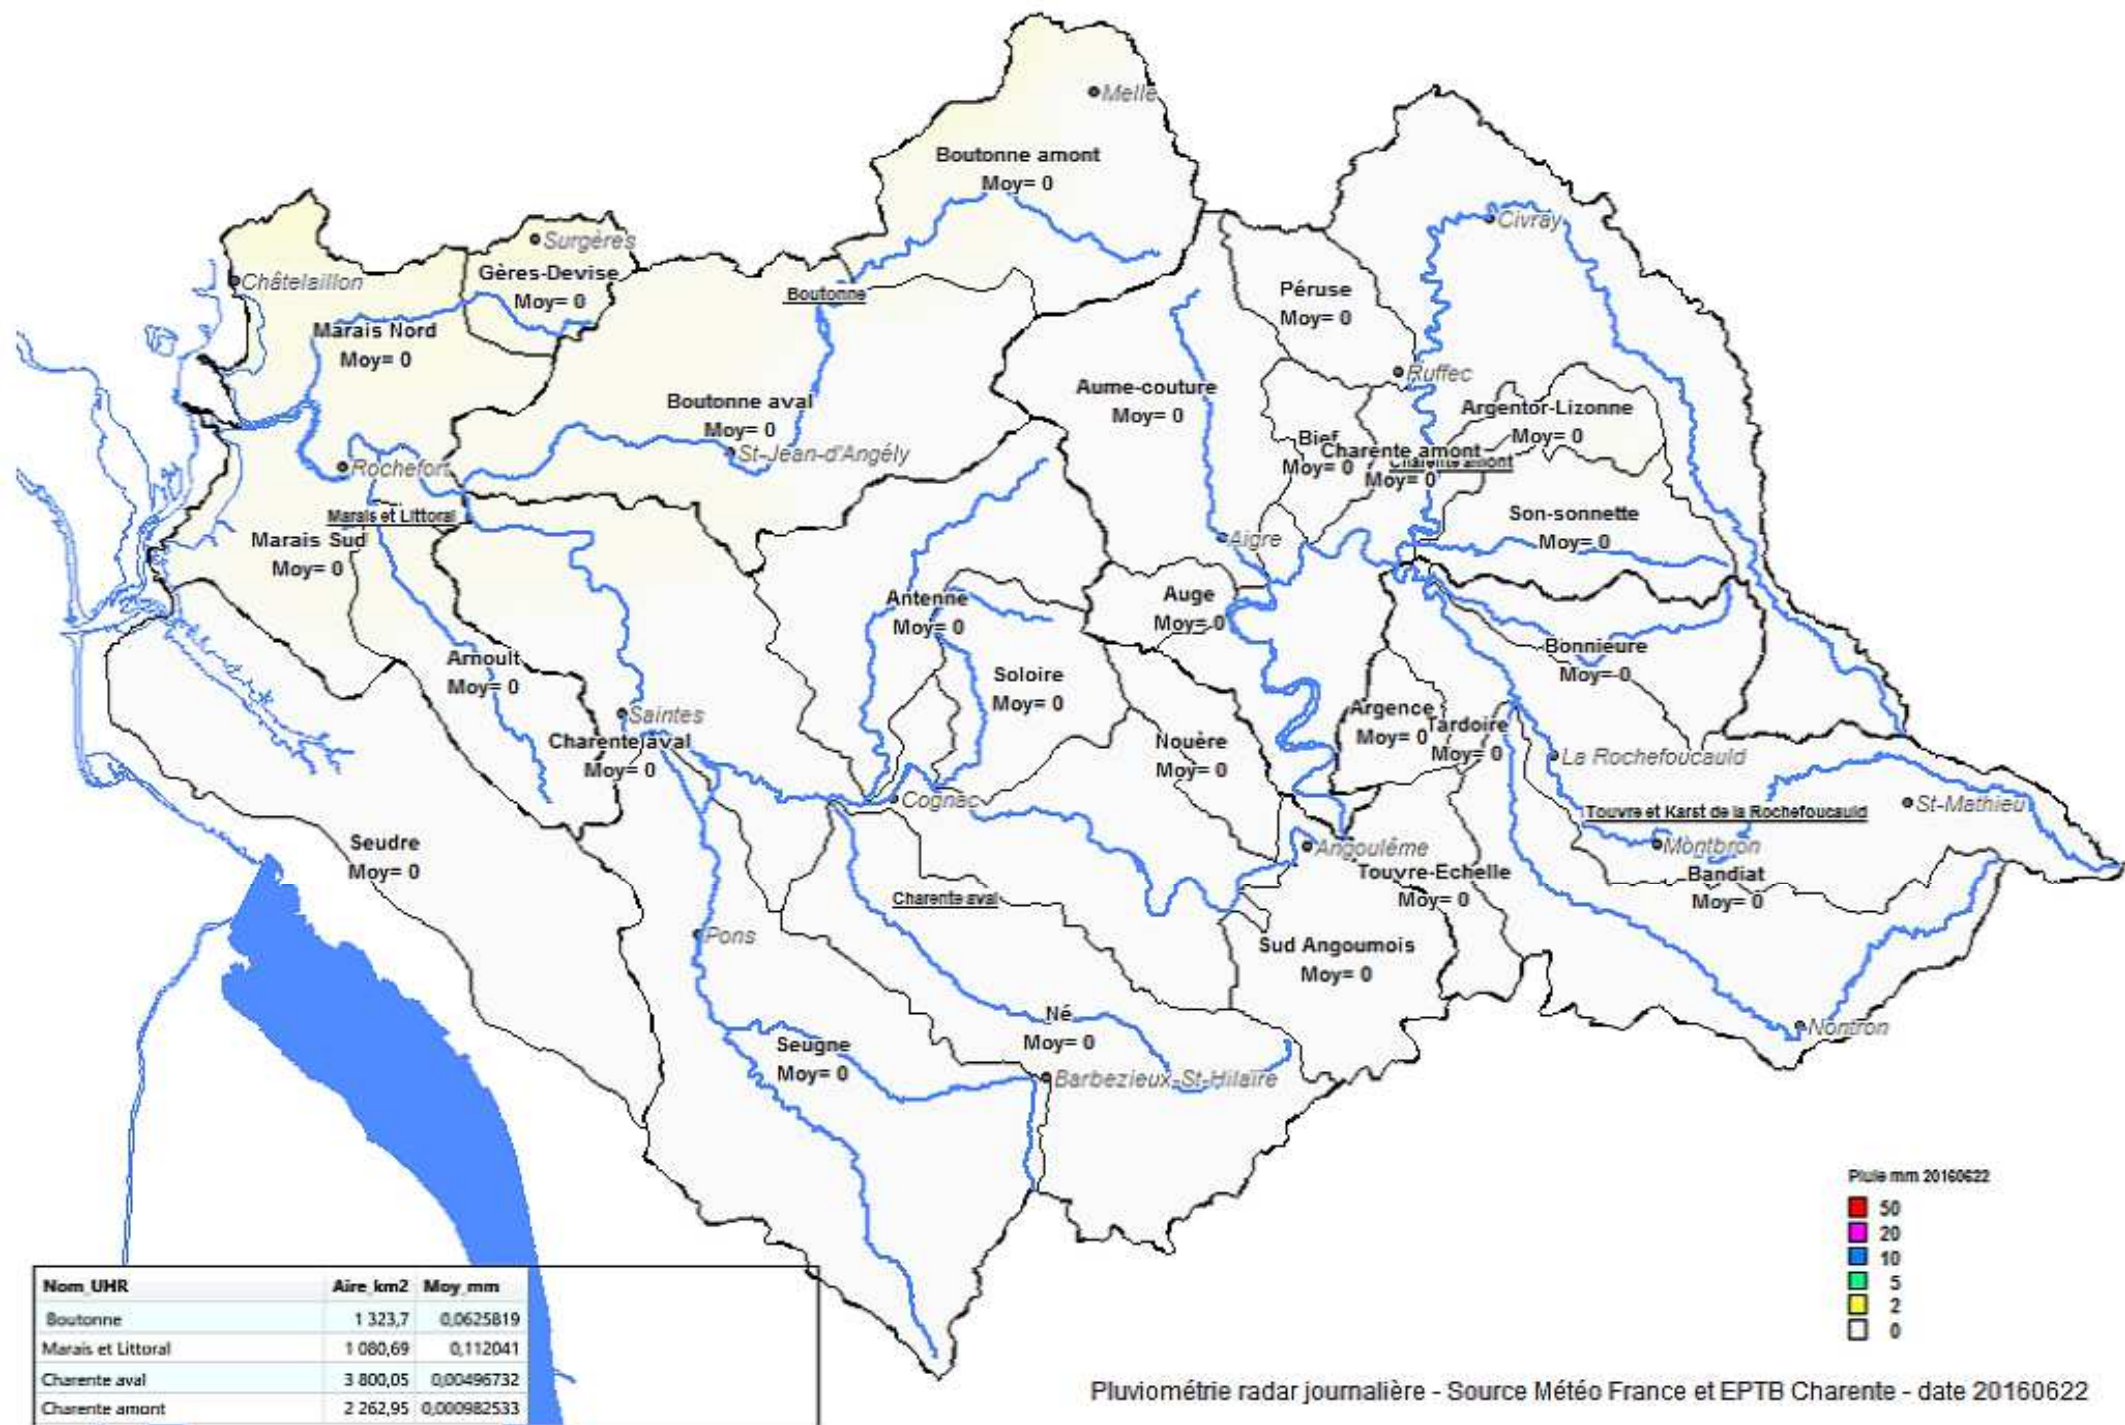 Melle
Boutonne amont
Moy= 0
Civray
Surgères
Gères-Devise
Moy= 0
Châtelaillon
Boutonne
Péruse
Moy= 0
Marais Nord
Moy= 0
Ruffec
Aume-couture
Moy= 0
Boutonne aval
Moy= 0
Argentor-Lizonne
Moy= 0
Bief
Moy= 0
Charente amont
Moy= 0
Charente amont
St-Jean-d'Angély
Rochefort
Marais et Littoral
Son-sonnette
Moy= 0
Marais Sud
Moy= 0
Aigre
Antenne
Moy= 0
Auge
Moy= 0
Bonnieure
Moy= 0
Arnoult
Moy= 0
Soloire
Moy= 0
Saintes
Charente aval
Moy= 0
Argence
Moy= 0
Tardoire
Moy= 0
Nouère
Moy= 0
La Rochefoucauld
Cognac
St-Mathieu
Touvre et Karst de la Rochefoucauld
Seudre
Moy= 0
Angoulême
Montbron
Touvre-Echelle
Moy= 0
Bandiat
Moy= 0
Charente aval
Pons
Sud Angoumois
Moy= 0
Né
Moy= 0
Nontron
Seugne
Moy= 0
Barbezieux-St-Hilaire
Pluie mm 20160622
50
20
10
5
2
0
Nom_UHR Aire_km2 Moy_mm
Boutonne 1 323,7 0,0625819
Marais et Littoral 1 080,69 0,112041
Charente aval 3 800,05 0,00496732
Charente amont 2 262,95 0,000982533
Pluviométrie radar journalière - Source Météo France et EPTB Charente - date 20160622